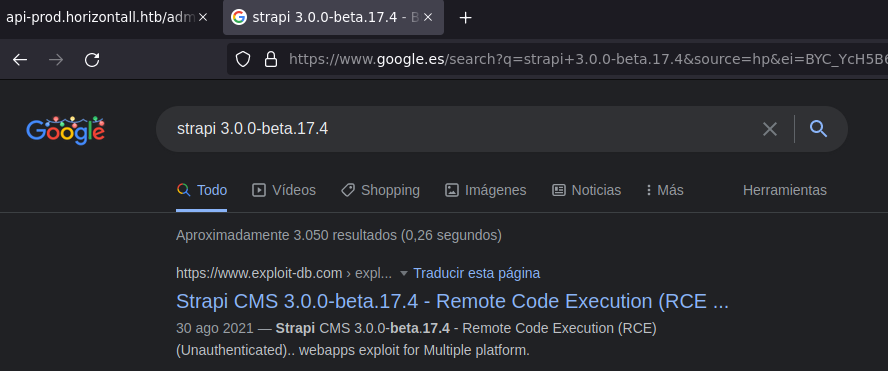 api-prod.horizontall.htb/adm
strapi 3.0.0-beta.17.4 - B
https://www.google.es/search?q=strapi+3.0.0-beta.17.4&source=hp&ei=BYC_YcH5B6
Google
strapi 3.0.0-beta.17.4
Todo Vídeos Shopping Imágenes Noticias Más Herramientas
Aproximadamente 3.050 resultados (0,26 segundos)
https://www.exploit-db.com › expl... Traducir esta página
Strapi CMS 3.0.0-beta.17.4 - Remote Code Execution (RCE ...
30 ago 2021 — Strapi CMS 3.0.0-beta.17.4 - Remote Code Execution (RCE)
(Unauthenticated).. webapps exploit for Multiple platform.